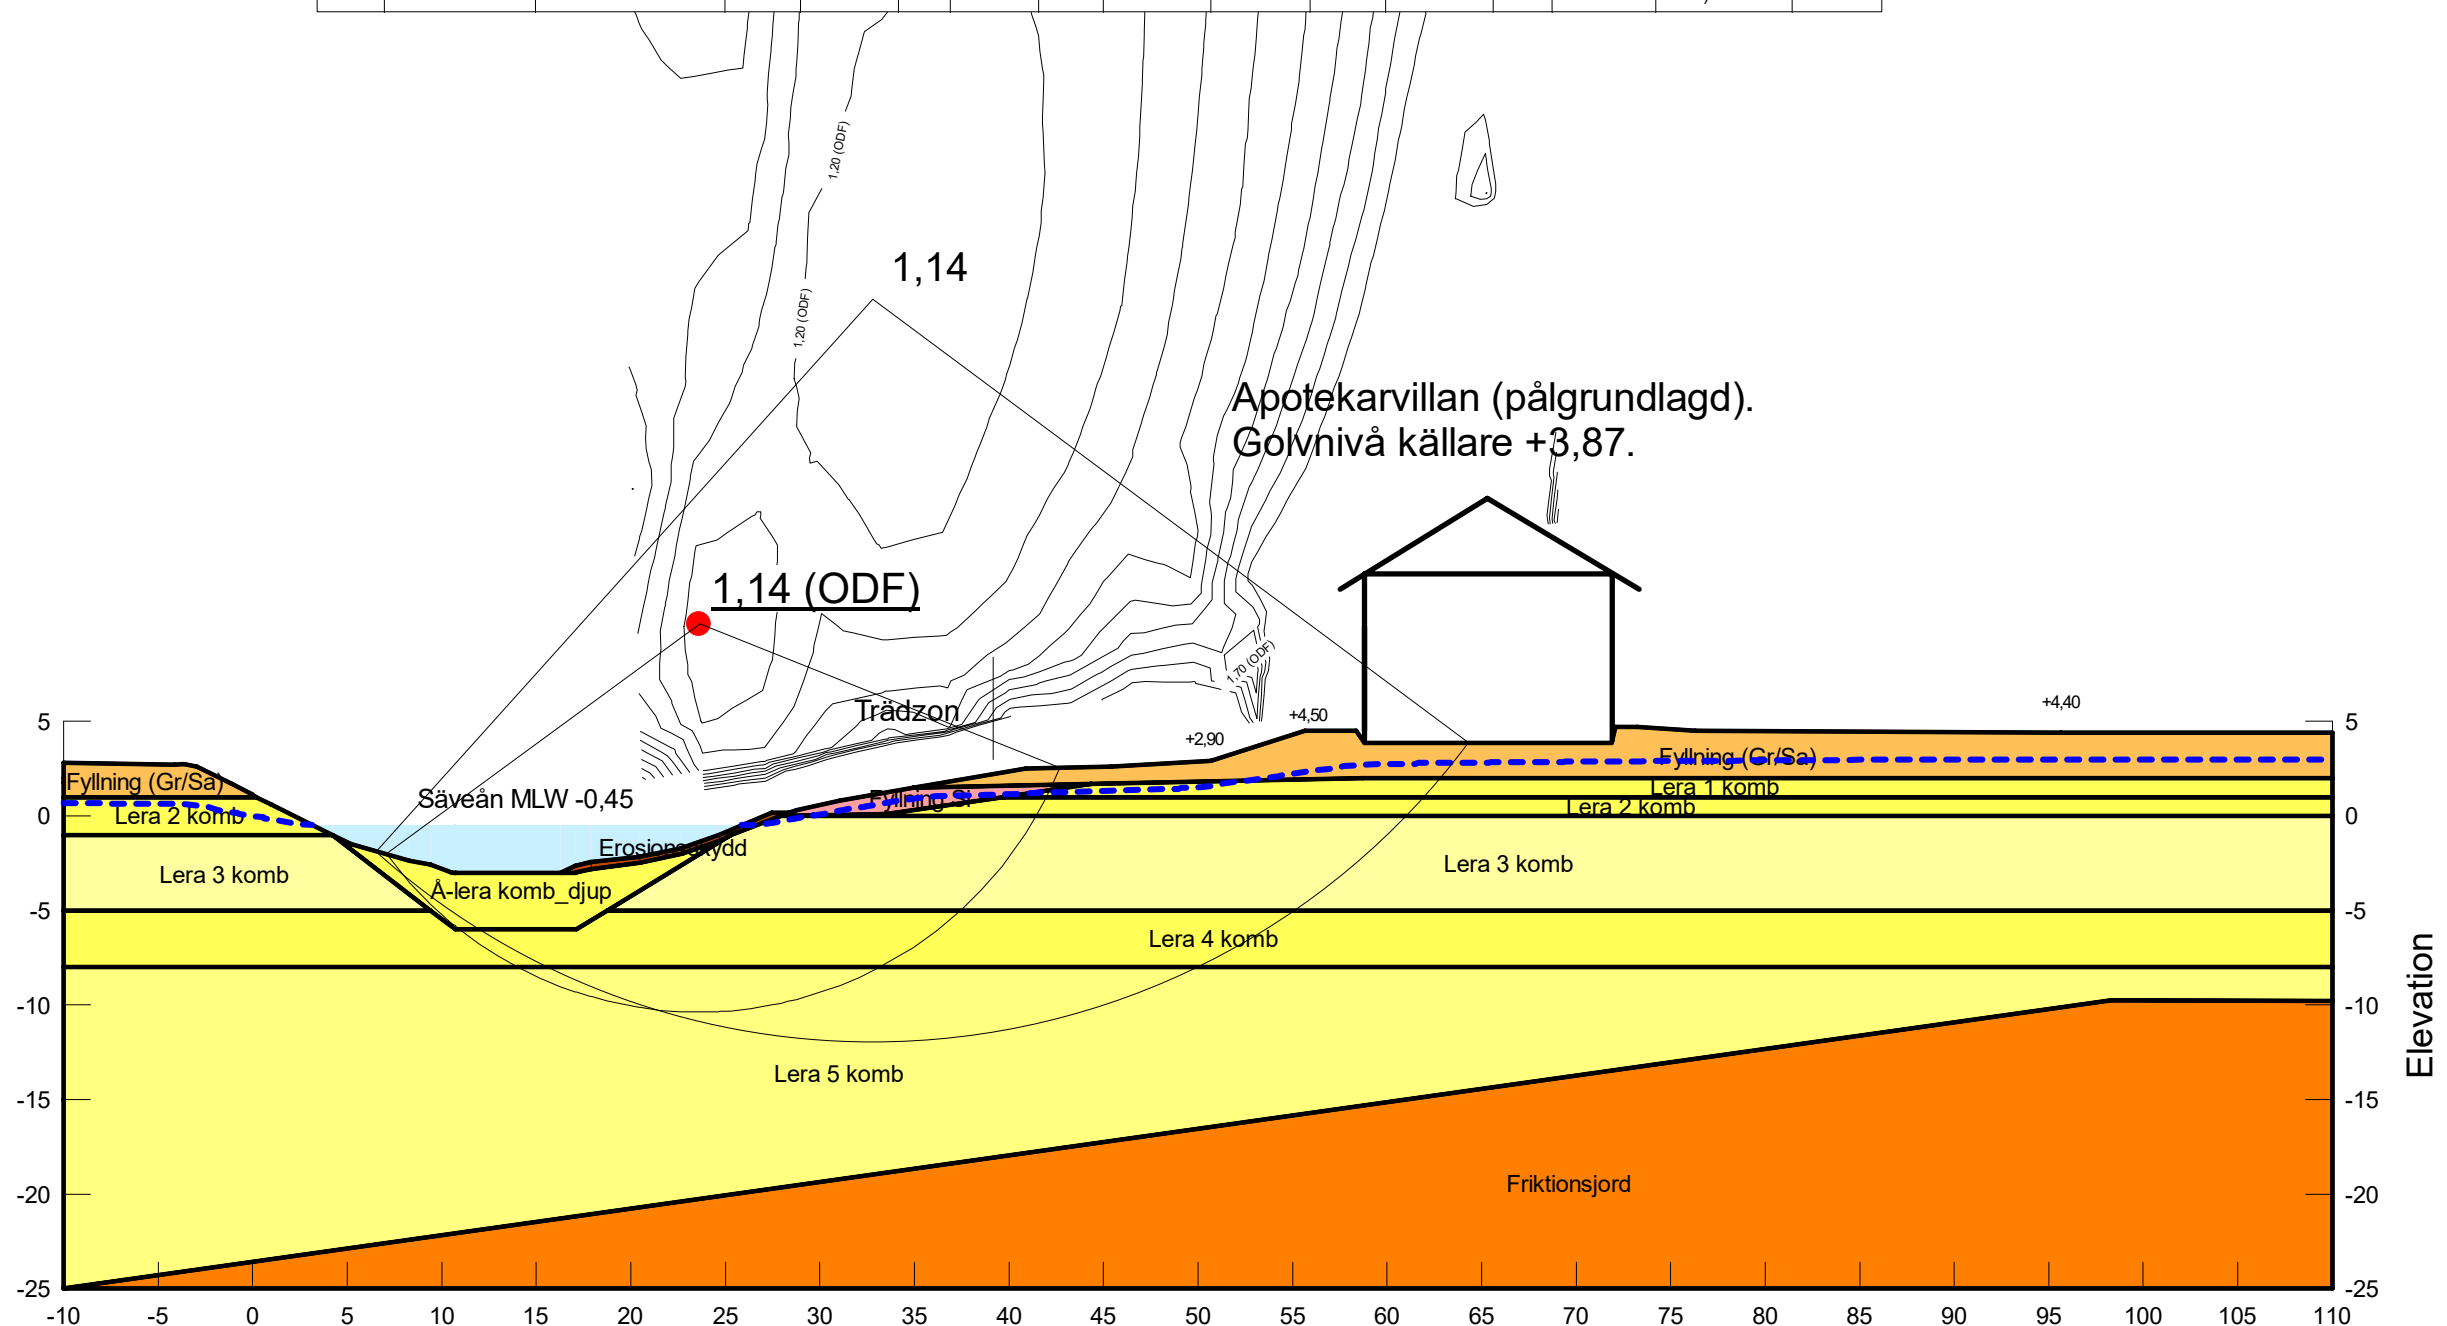 1,20 (ODF)
1,14
1,20 (ODF)
Apotekarvillan (pålgrundlagd).
Golvnivå källare +3,87.
1,14 (ODF)
1,70 (ODF)
Trädzon
+4,50
+4,40
+2,90
5
5
Fyllning (Gr/Sa)
Fyllning (Gr/Sa)
Säveån MLW -0,45
Fyllning Si
Lera 1 komb
Lera 2 komb
0
Lera 2 komb
0
Erosionsskydd
Lera 3 komb
Lera 3 komb
Å-lera komb_djup
-5
-5
Lera 4 komb
-10
-10
Elevation
Lera 5 komb
-15
-15
Friktionsjord
-20
-20
-25
-25
-10 -5 0 5 10 15 20 25 30 35 40 45 50 55 60 65 70 75 80 85 90 95 100 105 110